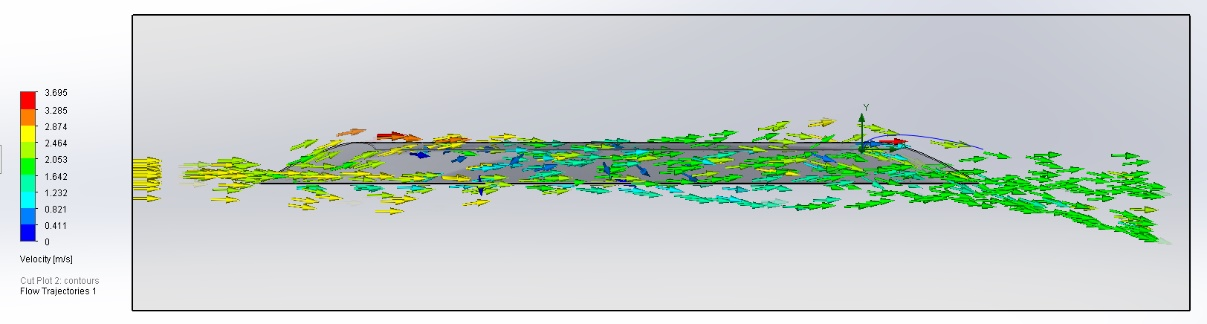 3.695
3.285
2.874
2.464
2.053
1.642
1.232
0.821
0.411
0
Velocity [m/s]
Cut Plot 2: contours
Flow Trajectories 1
Y